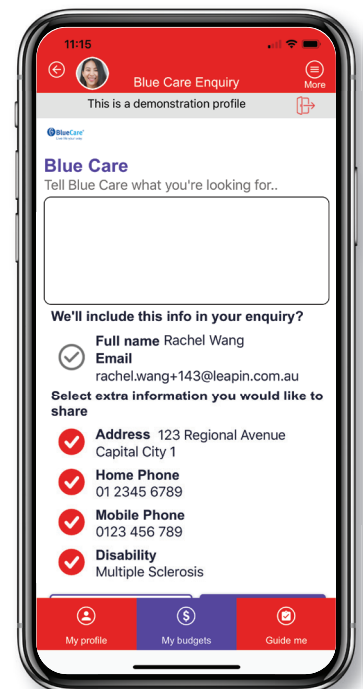 11:15
Blue Care Enquiry
More
This is a demonstration profile
BlueCare
Blue Care
Tell Blue Care what you're looking for..
We'll include this info in your enquiry?
Full name Rachel Wang
Email
rachel.wang+143@leapin.com.au
Select extra information you would like to
share
Address 123 Regional Avenue
Capital City 1
Home Phone
01 2345 6789
Mobile Phone
0123 456 789
Disability
Multiple Sclerosis
My profile
My budgets
Guide me